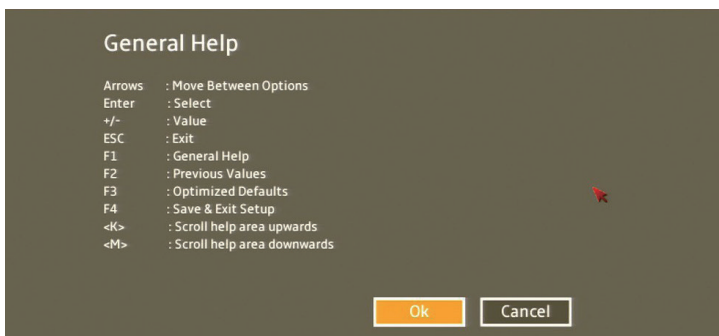 General Help
Arrows : Move Between Options
Enter : Select
+/- : Value
ESC : Exit
F1 : General Help
F2 : Previous Values
F3 : Optimized Defaults
F4 : Save & Exit Setup
<K> : Scroll help area upwards
<M> : Scroll help area downwards
Ok Cancel